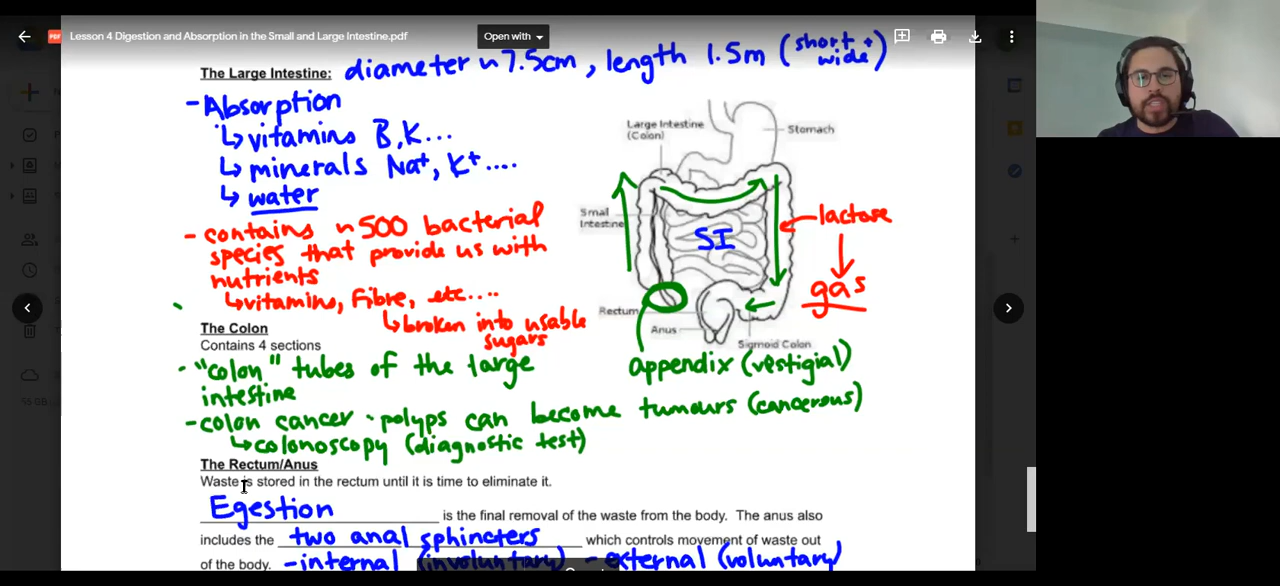 Lesson 4 Digestion and Absorption in the Small and Large Intestine.pdf
Open with
The Large Intestine: diameter ~ 7.5cm, length 1.5m (short + wide)
- Absorption
↳ vitamins B, K...
↳ minerals Na+, K+....
↳ water
- contains ~ 500 bacterial
species that provide us with
nutrients
↳ vitamins, Fibre, etc....
↳ broken into usable
sugars
Large Intestine
(Colon)
Stomach
Small
Intestine
SI
lactase
gas
Rectum
Anus
Sigmoid Colon
appendix (vestigial)
The Colon
Contains 4 sections
• "colon" tubes of the large
intestine
- colon cancer • polyps can become tumours (cancerous)
↳ colonoscopy (diagnostic test)
The Rectum/Anus
Waste is stored in the rectum until it is time to eliminate it.
Egestion is the final removal of the waste from the body. The anus also
includes the two anal sphincters which controls movement of waste out
of the body. - internal (involuntary) - external (voluntary)